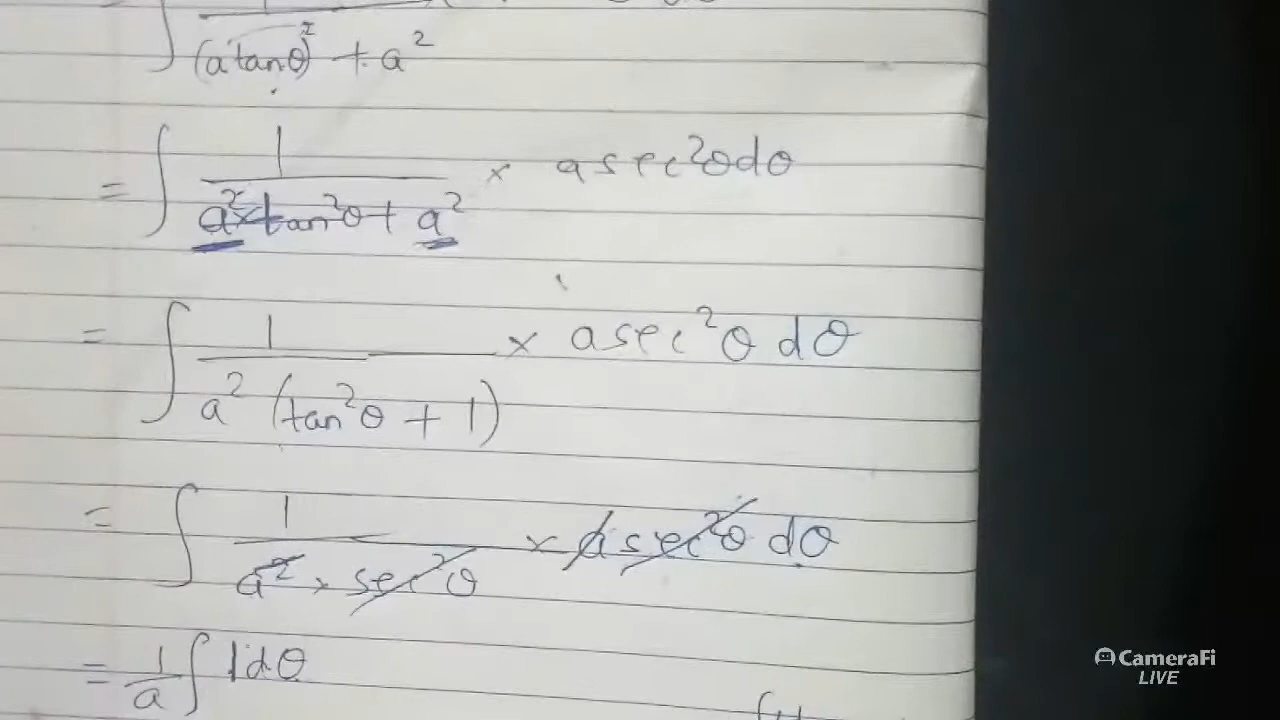 ∫ 1/((a tanθ)² + a²)
= ∫ 1/(a²×tan²θ + a²) × a sec²θ dθ
= ∫ 1/(a² (tan²θ + 1)) × a sec²θ dθ
= ∫ 1/(a² × sec²θ) × a sec²θ dθ
= 1/a ∫ 1 dθ
CameraFi
LIVE